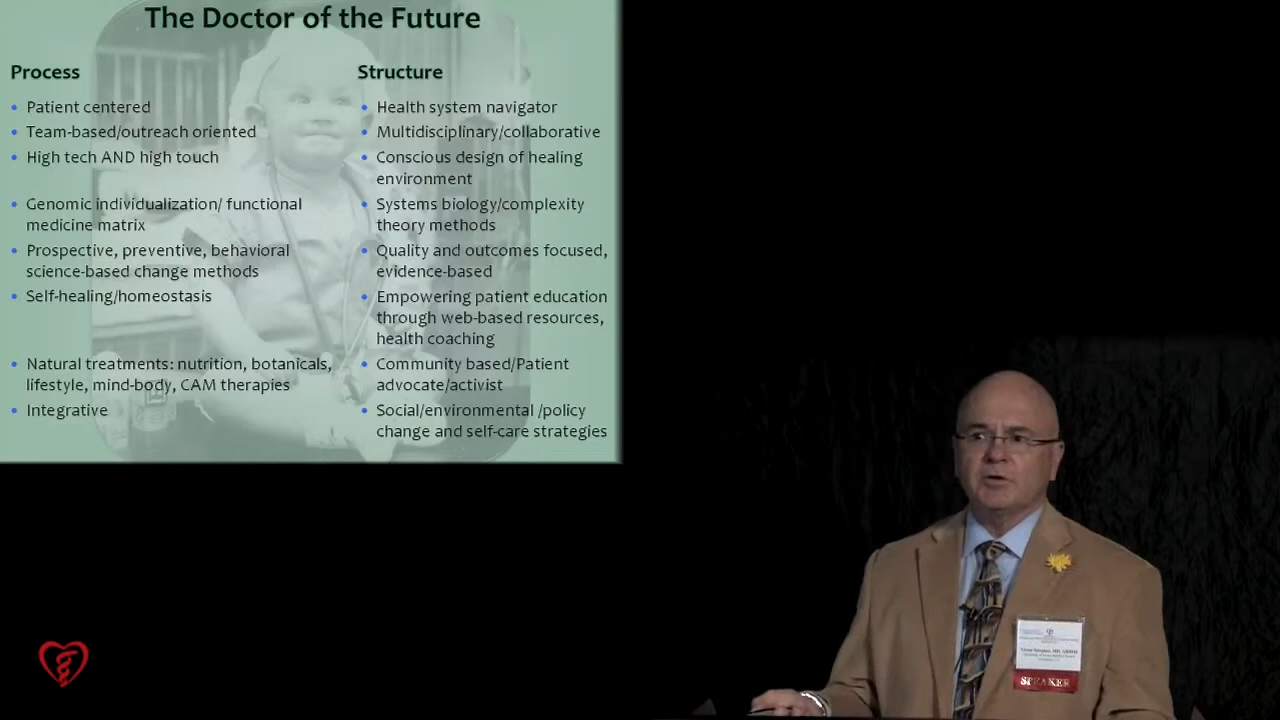 The Doctor of the Future
Process
• Patient centered
• Team-based/outreach oriented
• High tech AND high touch
• Genomic individualization/ functional
medicine matrix
• Prospective, preventive, behavioral
science-based change methods
• Self-healing/homeostasis
• Natural treatments: nutrition, botanicals,
lifestyle, mind-body, CAM therapies
• Integrative
Structure
• Health system navigator
• Multidisciplinary/collaborative
• Conscious design of healing
environment
• Systems biology/complexity
theory methods
• Quality and outcomes focused,
evidence-based
• Empowering patient education
through web-based resources,
health coaching
• Community based/Patient
advocate/activist
• Social/environmental /policy
change and self-care strategies
SPEAKER